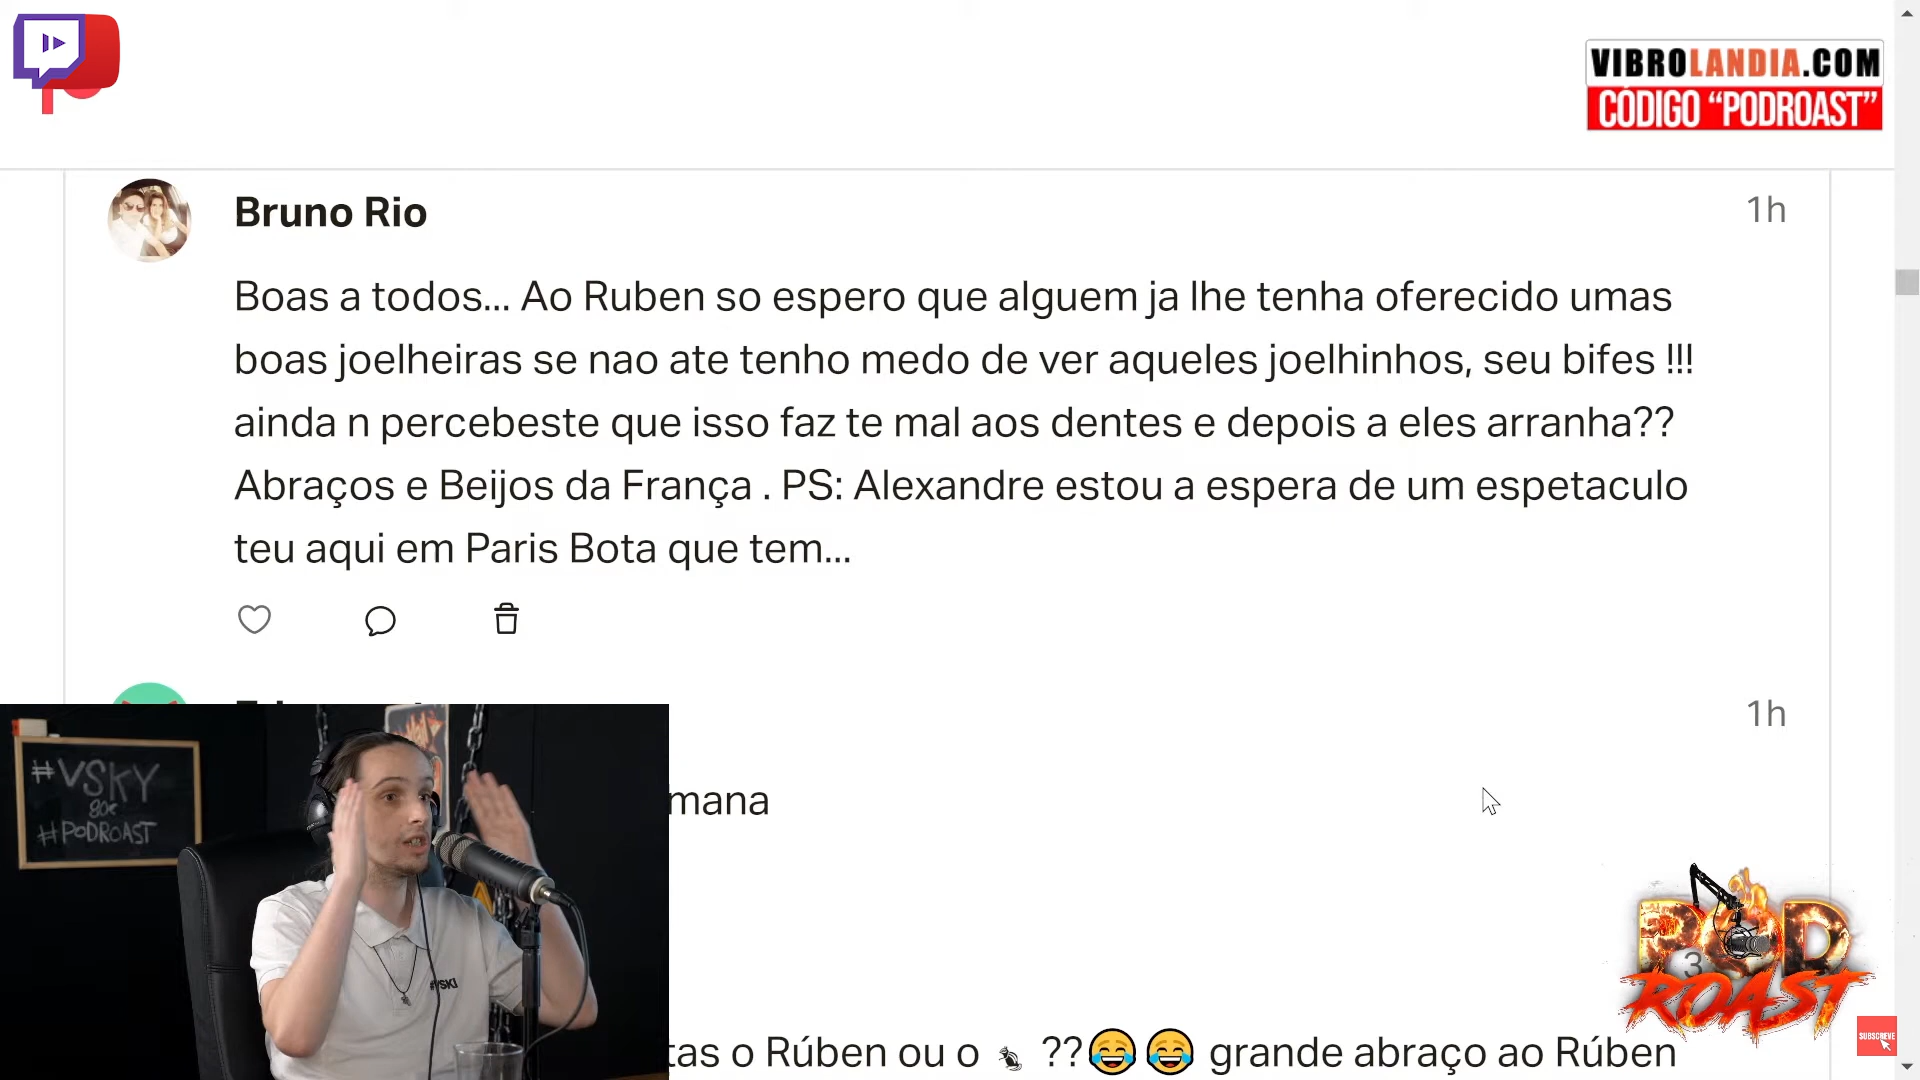 VIBROLANDIA.COM
CÓDIGO “PODROAST”
Bruno Rio
1h
Boas a todos... Ao Ruben so espero que alguem ja lhe tenha oferecido umas
boas joelheiras se nao ate tenho medo de ver aqueles joelhinhos, seu bifes !!!
ainda n percebeste que isso faz te mal aos dentes e depois a eles arranha??
Abraços e Beijos da França . PS: Alexandre estou a espera de um espetaculo
teu aqui em Paris Bota que tem...
1h
mana
#VSKY
80€
#PODROAST
#VSKI
3
POD
ROAST
SUBSCREVE
tas o Rúben ou o 🐁 ??😂😂 grande abraço ao Rúben